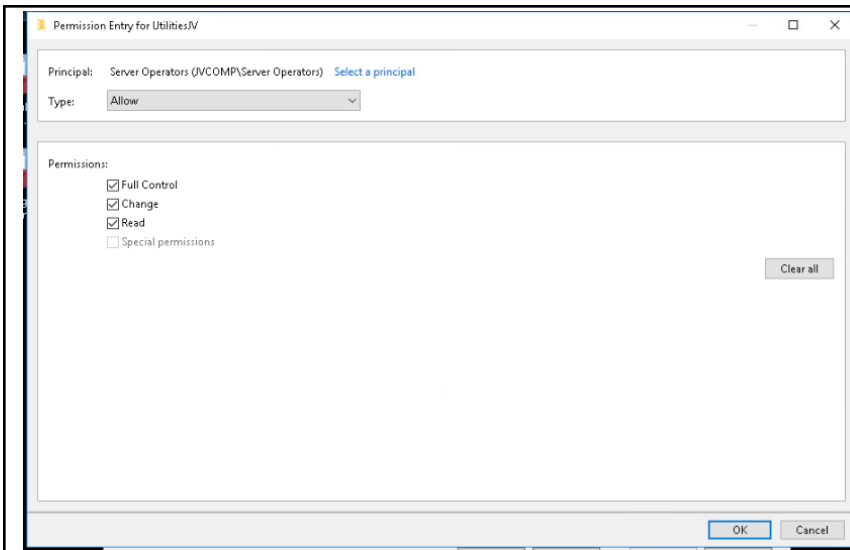 Permission Entry for UtilitiesJV
Principal: Server Operators (JVCOMP\Server Operators) Select a principal
Type: Allow
Permissions:
Full Control
Change
Read
Special permissions
Clear all
OK Cancel